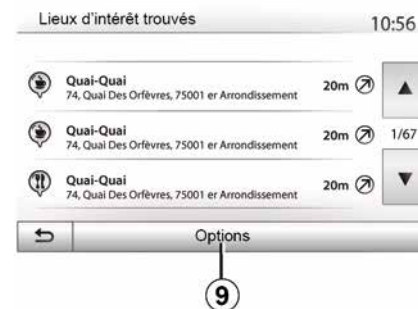 Lieux d'intérêt trouvés 10:56
Quai-Quai 20m
74, Quai Des Orfèvres, 75001 er Arrondissement
Quai-Quai 20m
74, Quai Des Orfèvres, 75001 er Arrondissement
1/67
Quai-Quai 20m
74, Quai Des Orfèvres, 75001 er Arrondissement
Options
9